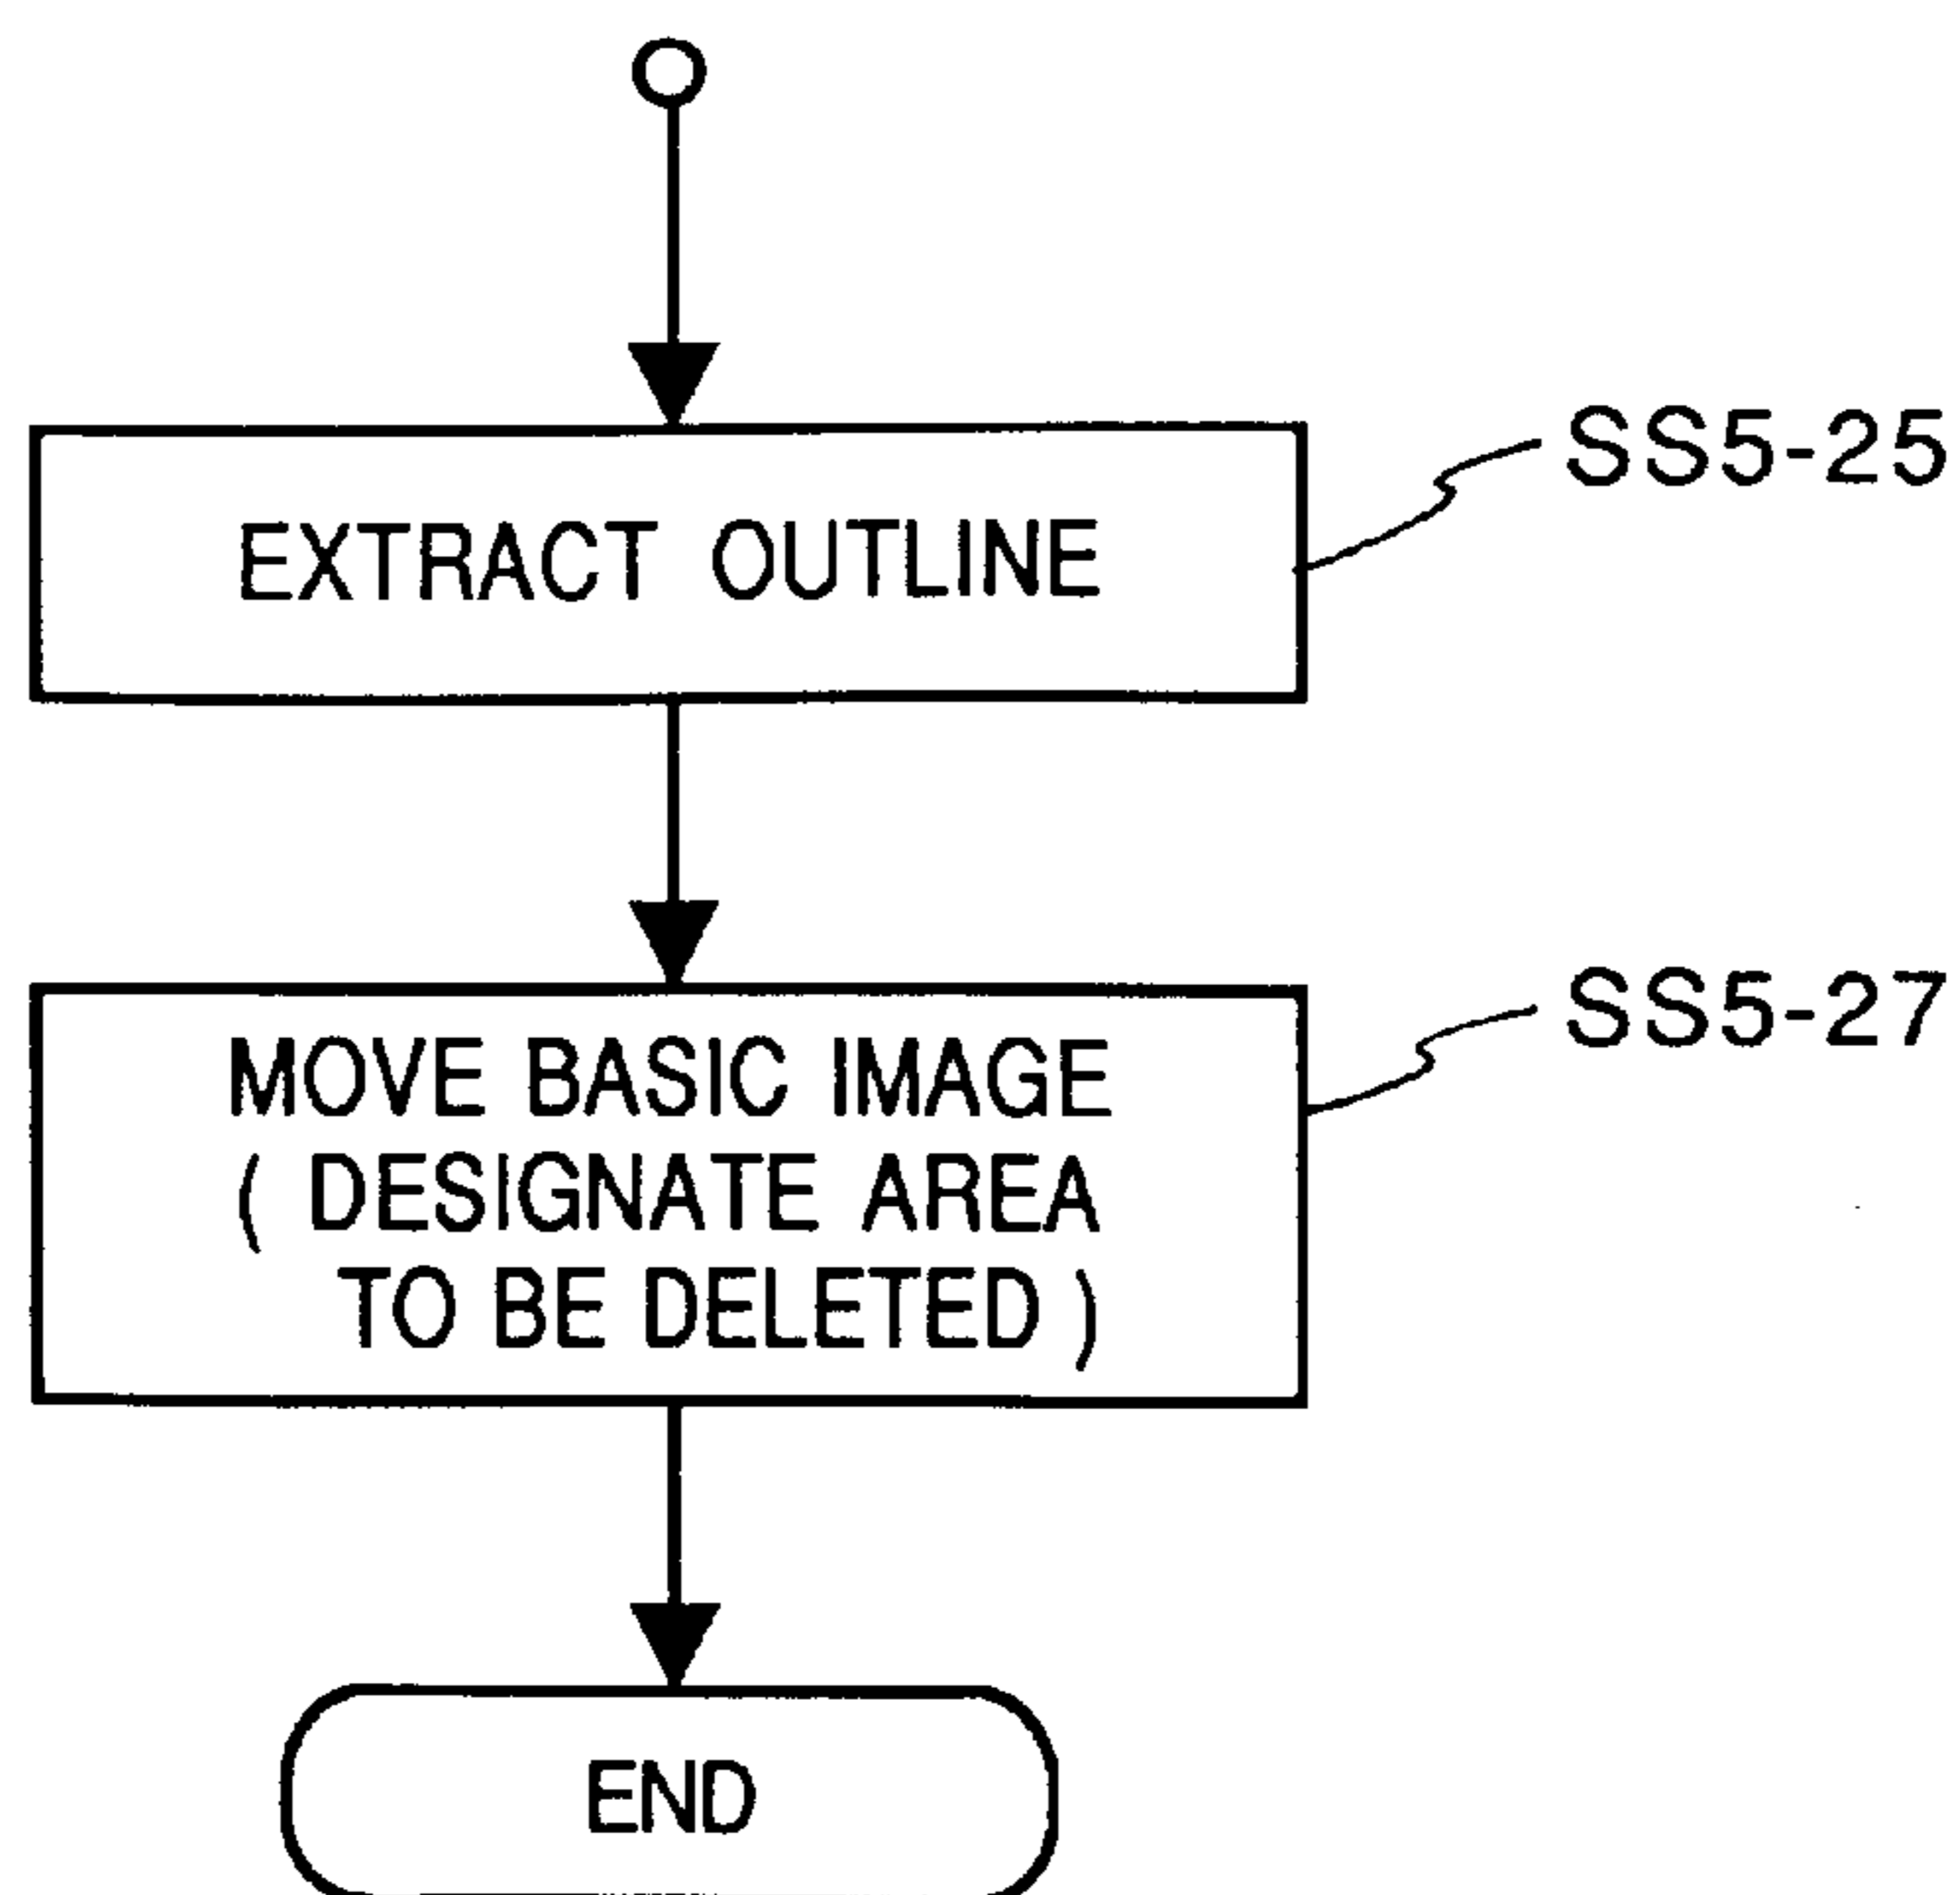 EXTRACT OUTLINE
SS5-25
MOVE BASIC IMAGE
( DESIGNATE AREA
TO BE DELETED )
SS5-27
END